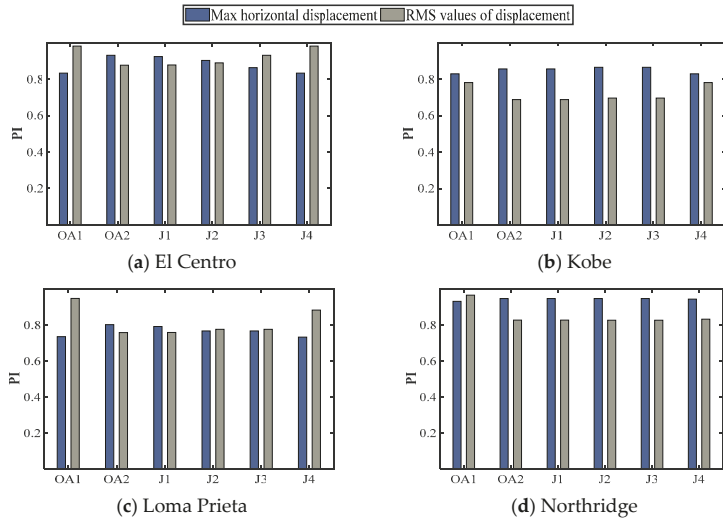 Max horizontal displacement RMS values of displacement
0.8
0.6
0.4
0.2
PI
OA1 OA2 J1 J2 J3 J4
(a) El Centro
0.8
0.6
0.4
0.2
PI
OA1 OA2 J1 J2 J3 J4
(b) Kobe
0.8
0.6
0.4
0.2
PI
OA1 OA2 J1 J2 J3 J4
(c) Loma Prieta
0.8
0.6
0.4
0.2
PI
OA1 OA2 J1 J2 J3 J4
(d) Northridge